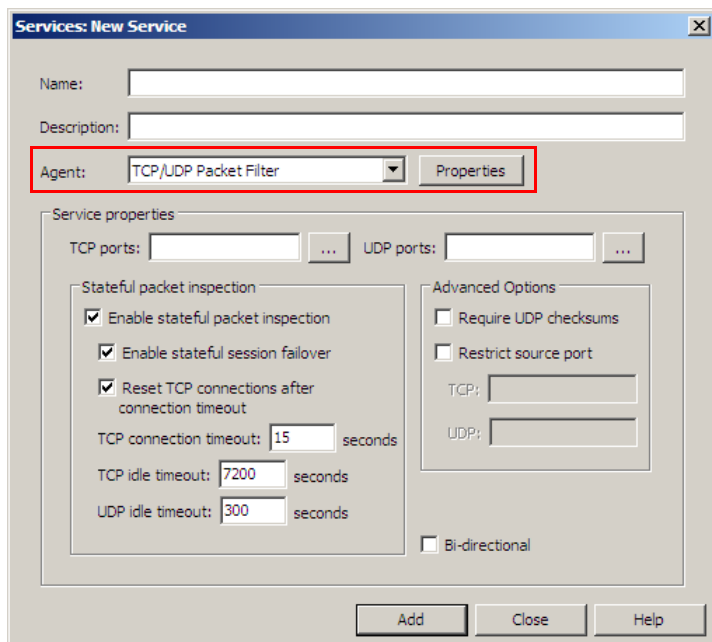 Services: New Service
Name:
Description:
Agent: TCP/UDP Packet Filter Properties
Service properties
TCP ports: ... UDP ports: ...
Stateful packet inspection
Enable stateful packet inspection
Enable stateful session failover
Reset TCP connections after
connection timeout
TCP connection timeout: 15 seconds
TCP idle timeout: 7200 seconds
UDP idle timeout: 300 seconds
Advanced Options
Require UDP checksums
Restrict source port
TCP:
UDP:
Bi-directional
Add Close Help